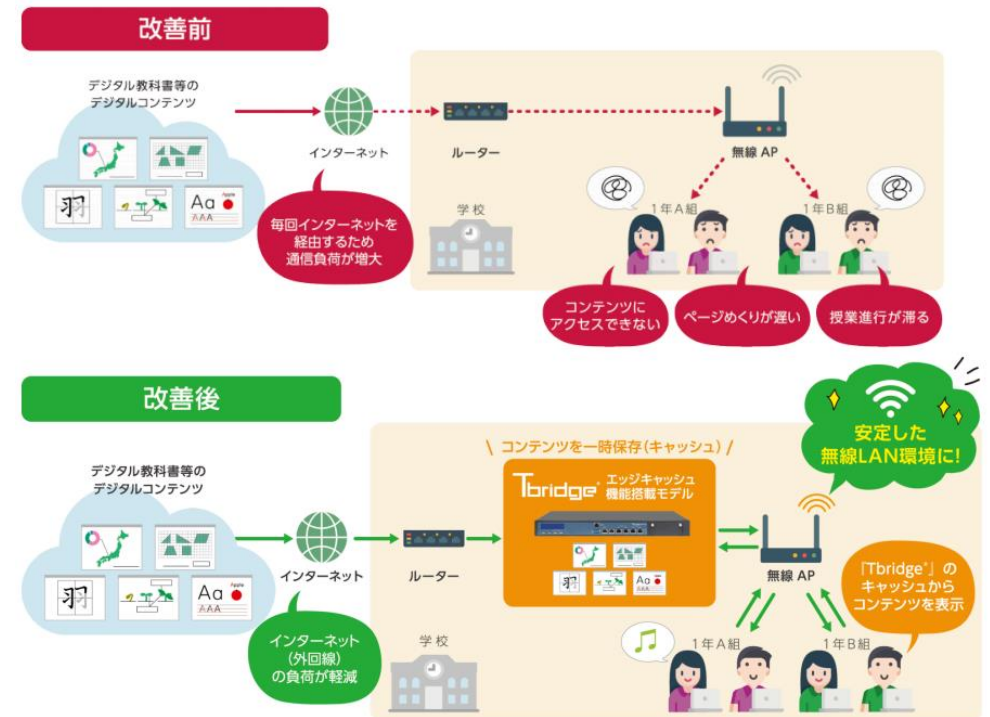 改善前
デジタル教科書等の
デジタルコンテンツ
羽
Aa
Apple
AAA
インターネット
ルーター
無線 AP
毎回インターネットを
経由するため
通信負荷が増大
学校
1年A組
1年B組
コンテンツに
アクセスできない
ページめくりが遅い
授業進行が滞る
改善後
安定した
無線LAN環境に!
デジタル教科書等の
デジタルコンテンツ
羽
Aa
Apple
AAA
\ コンテンツを一時保存(キャッシュ) /
Tbridge® エッジキャッシュ
機能搭載モデル
羽
Aa
インターネット
ルーター
無線 AP
『Tbridge®』の
キャッシュから
コンテンツを表示
インターネット
(外回線)
の負荷が軽減
学校
1年A組
1年B組